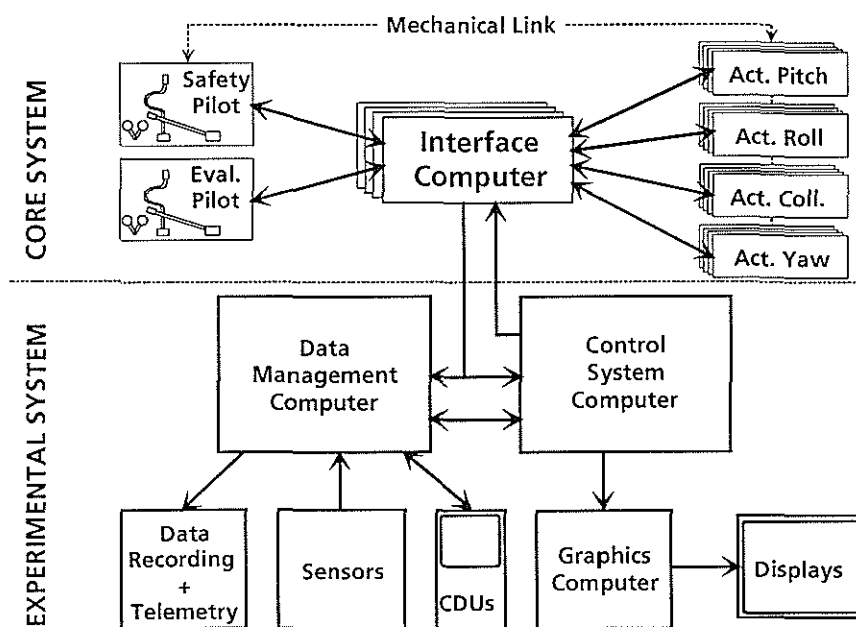 Mechanical Link
CORE SYSTEM
Safety
Pilot
Eval.
Pilot
Interface
Computer
Act. Pitch
Act. Roll
Act. Coll.
Act. Yaw
EXPERIMENTAL SYSTEM
Data
Management
Computer
Control
System
Computer
Data
Recording
+
Telemetry
Sensors
CDUs
Graphics
Computer
Displays